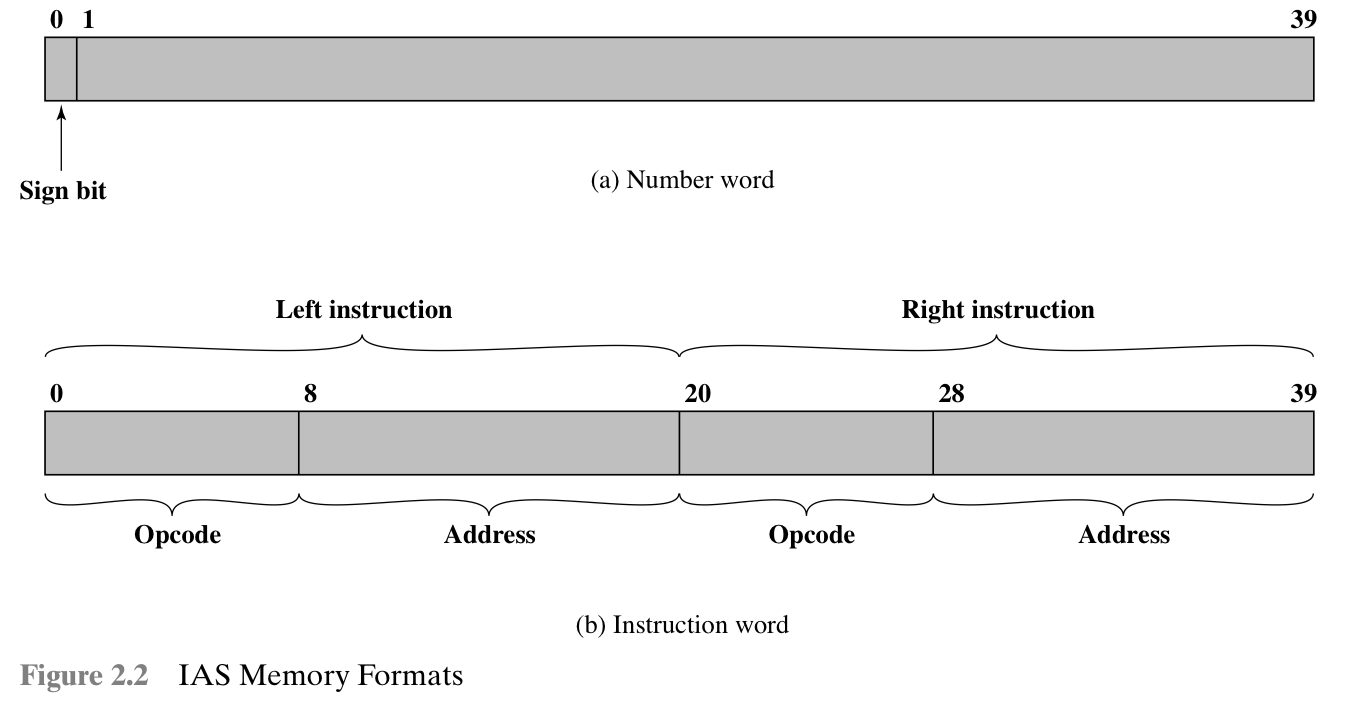 0 1 39
Sign bit
(a) Number word
Left instruction Right instruction
0 8 20 28 39
Opcode Address Opcode Address
(b) Instruction word
Figure 2.2 IAS Memory Formats